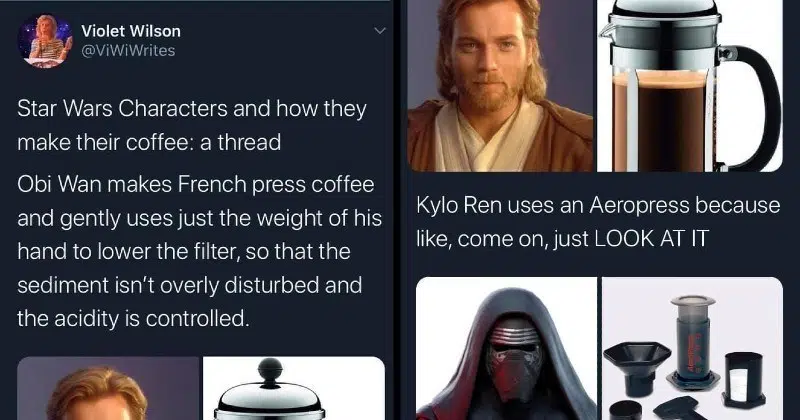 Violet Wilson
@ViWiWrites
Star Wars Characters and how they
make their coffee: a thread
Obi Wan makes French press coffee
and gently uses just the weight of his
hand to lower the filter, so that the
sediment isn’t overly disturbed and
the acidity is controlled.
Kylo Ren uses an Aeropress because
like, come on, just LOOK AT IT